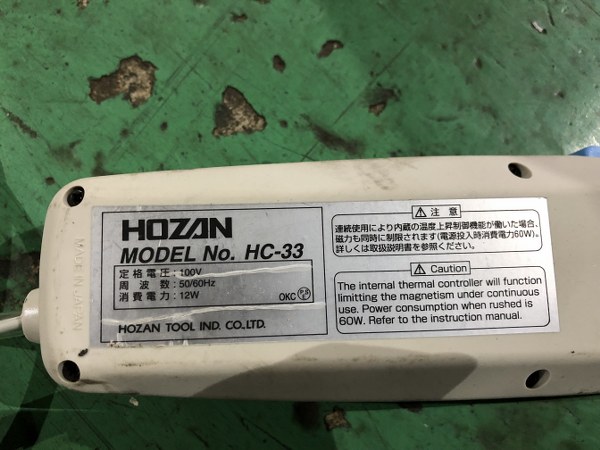 HOZAN
MODEL No. HC-33
定格電圧:100V
周波数:50/60Hz
消費電力:12W
OKC
HOZAN TOOL IND. CO.LTD.
⚠注意
連続使用により内蔵の温度上昇制御機能が働いた場合、
磁力も同時に制限されます(電源投入時消費電力60W)。
詳しくは取扱説明書を参照ください。
⚠Caution
The internal thermal controller will function
limitting the magnetism under continuous
use. Power consumption when rushed is
60W. Refer to the instruction manual.
MADE IN JAPAN